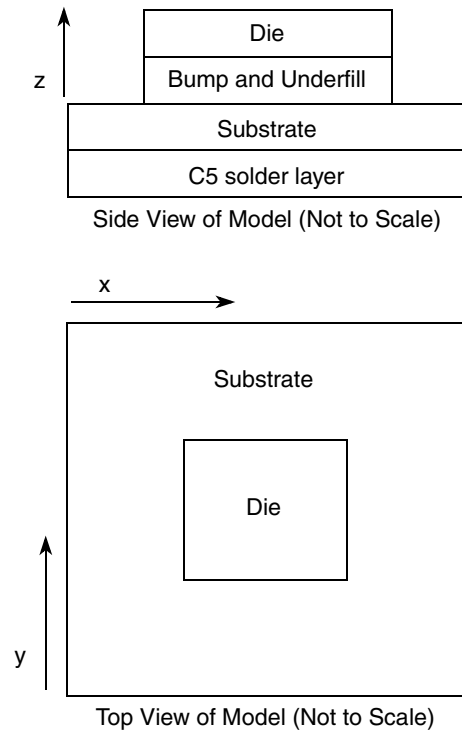 Die
z
Bump and Underfill
Substrate
C5 solder layer
Side View of Model (Not to Scale)
x
Substrate
Die
y
Top View of Model (Not to Scale)